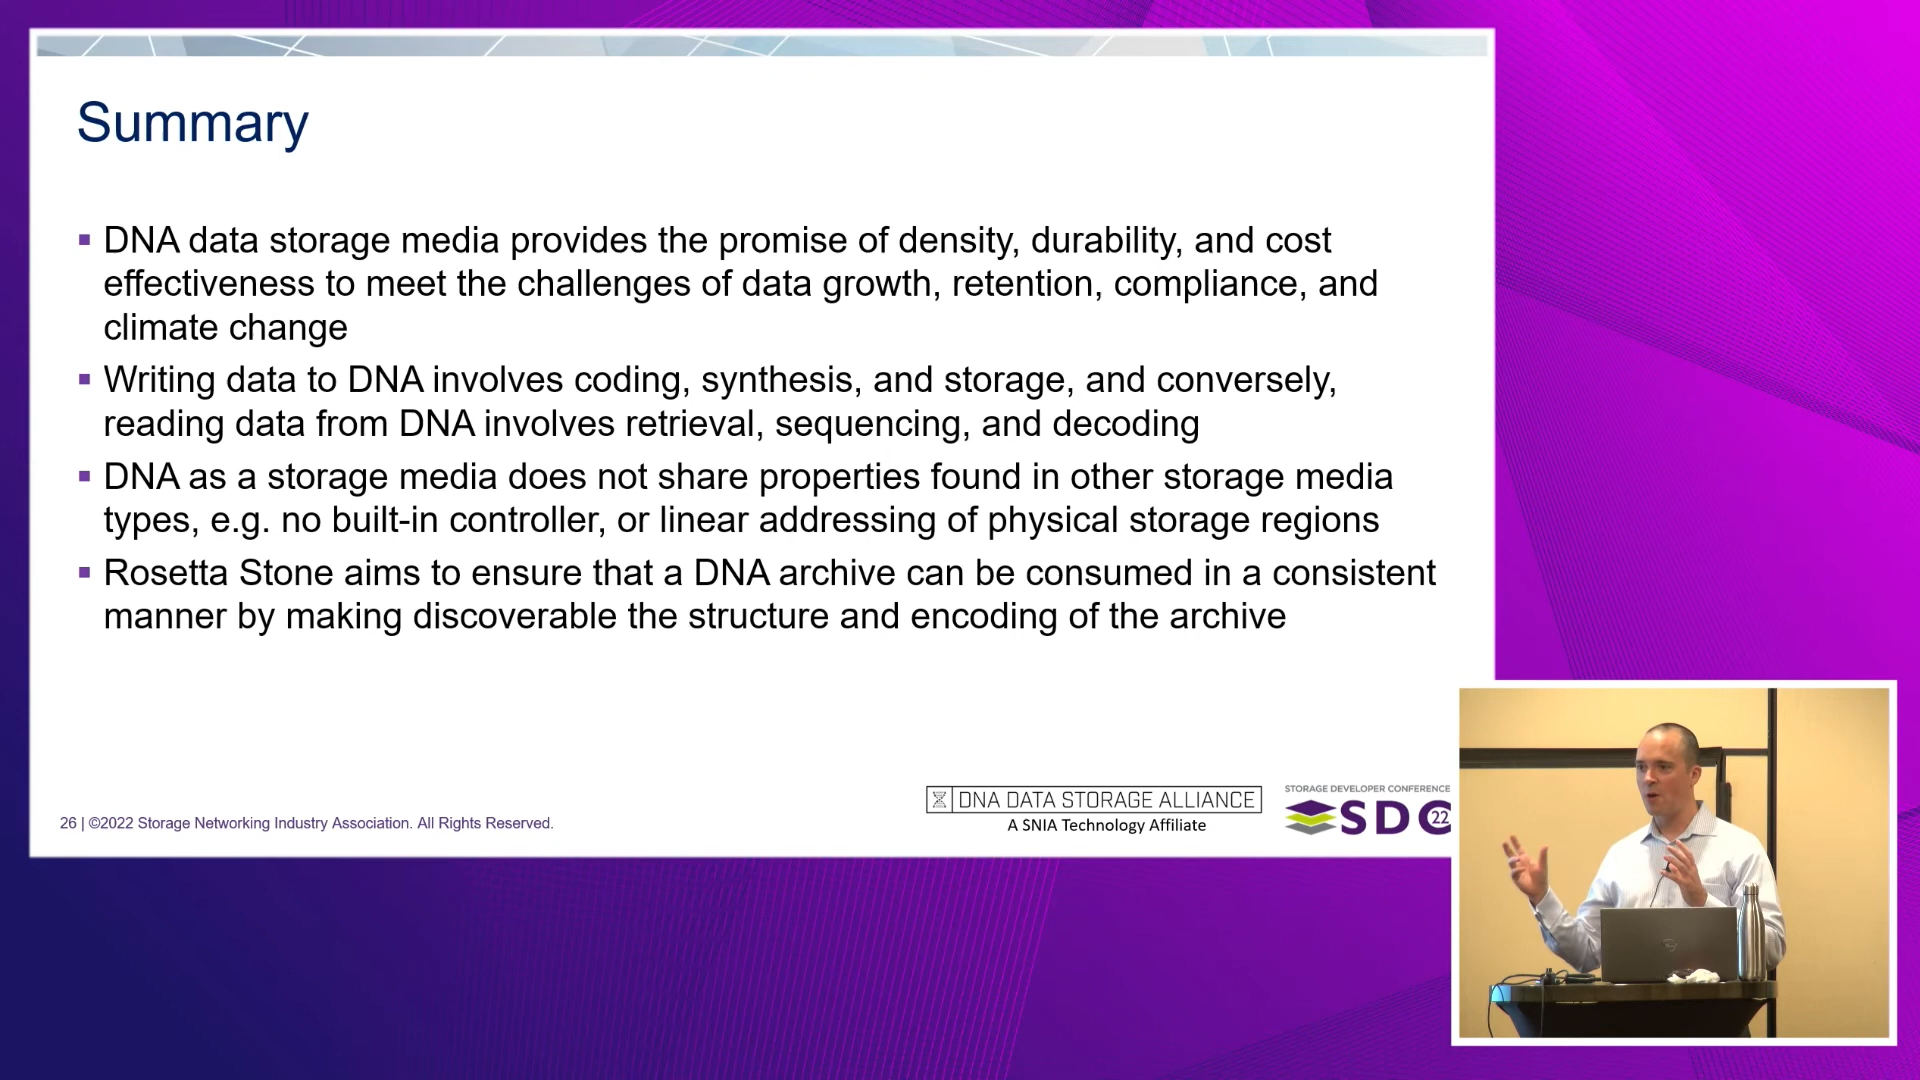 Summary
▪ DNA data storage media provides the promise of density, durability, and cost
effectiveness to meet the challenges of data growth, retention, compliance, and
climate change
▪ Writing data to DNA involves coding, synthesis, and storage, and conversely,
reading data from DNA involves retrieval, sequencing, and decoding
▪ DNA as a storage media does not share properties found in other storage media
types, e.g. no built-in controller, or linear addressing of physical storage regions
▪ Rosetta Stone aims to ensure that a DNA archive can be consumed in a consistent
manner by making discoverable the structure and encoding of the archive
26 | ©2022 Storage Networking Industry Association. All Rights Reserved.
DNA DATA STORAGE ALLIANCE
A SNIA Technology Affiliate
STORAGE DEVELOPER CONFERENCE
SDC 22